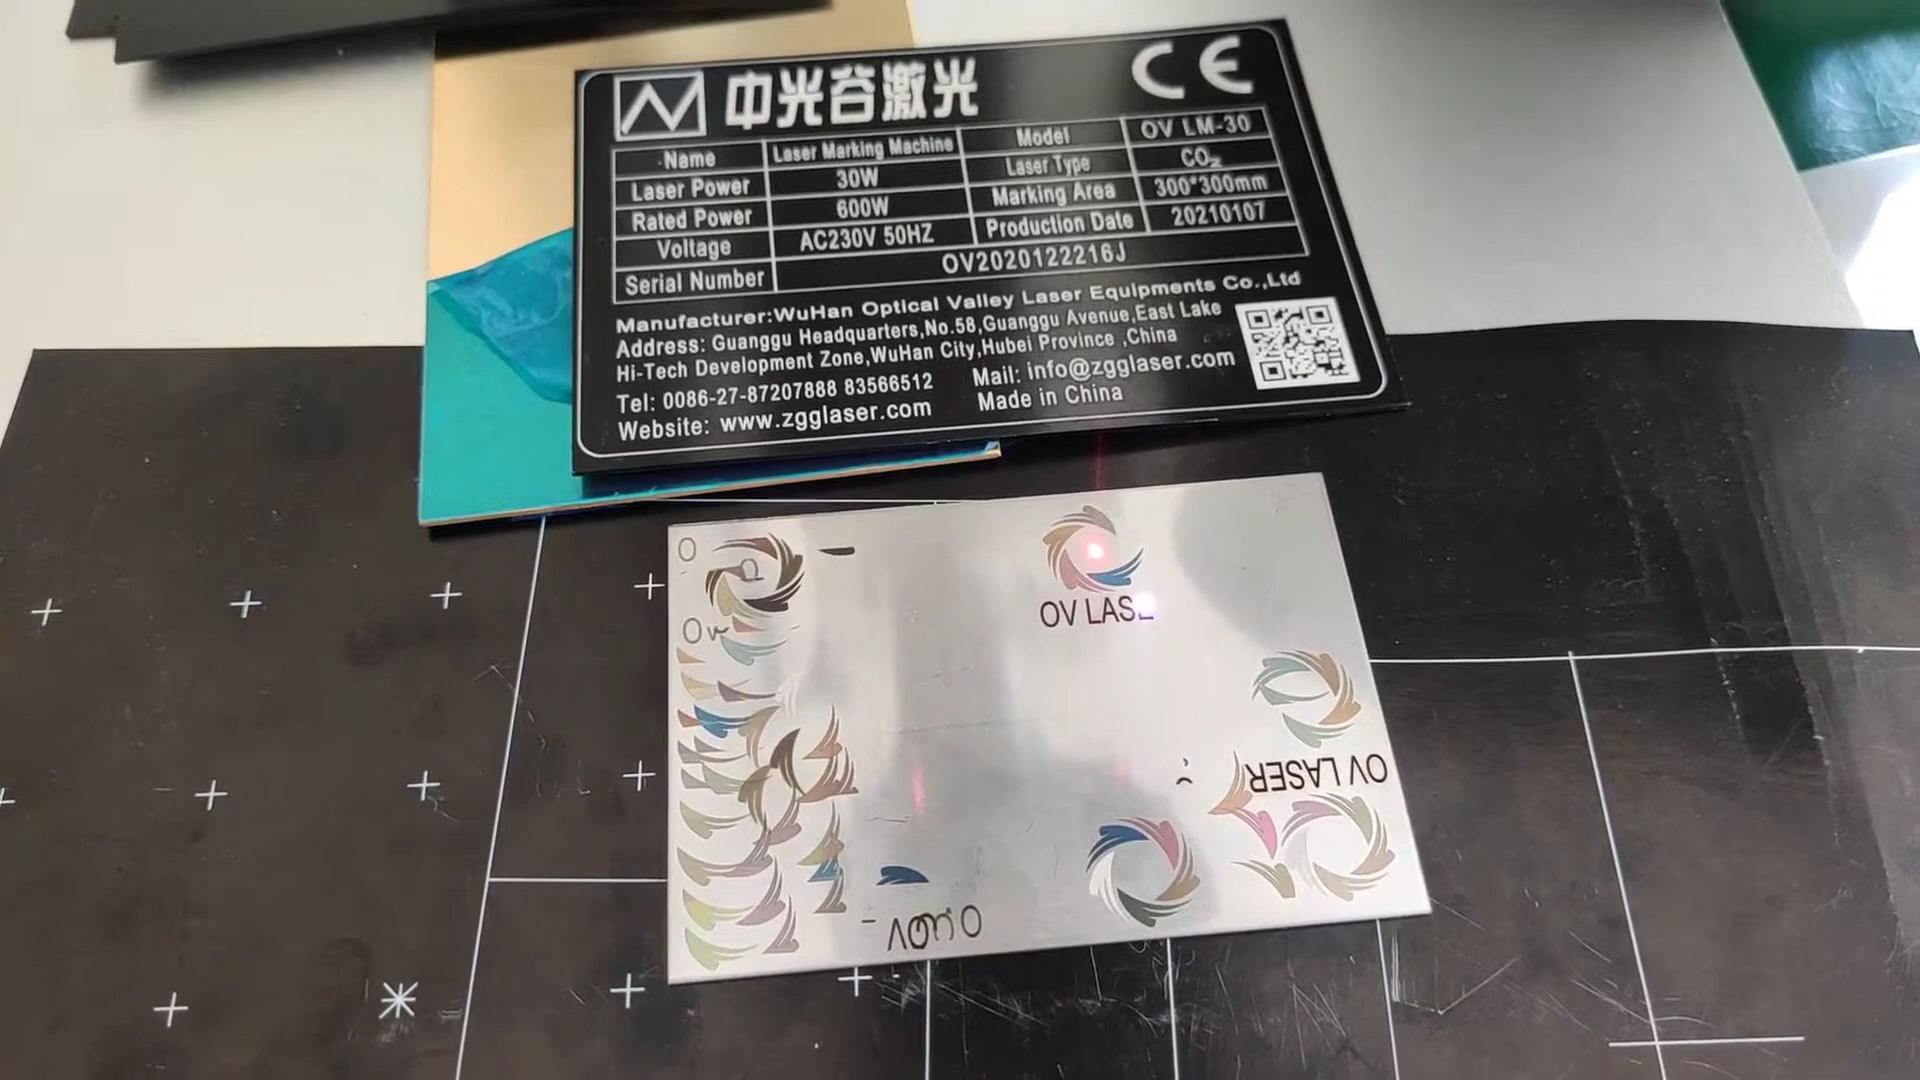 中光谷激光 CE
Name Laser Marking Machine Model OV LM-30
Laser Power 30W Laser Type CO₂
Rated Power 600W Marking Area 300*300mm
Voltage AC230V 50HZ Production Date 20210107
Serial Number OV2020122216J
Manufacturer:WuHan Optical Valley Laser Equipments Co.,Ltd
Address: Guanggu Headquarters,No.58,Guanggu Avenue,East Lake
Hi-Tech Development Zone,WuHan City,Hubei Province ,China
Tel: 0086-27-87207888 83566512 Mail: info@zgglaser.com
Website: www.zgglaser.com Made in China
OV LAS
OV LASER